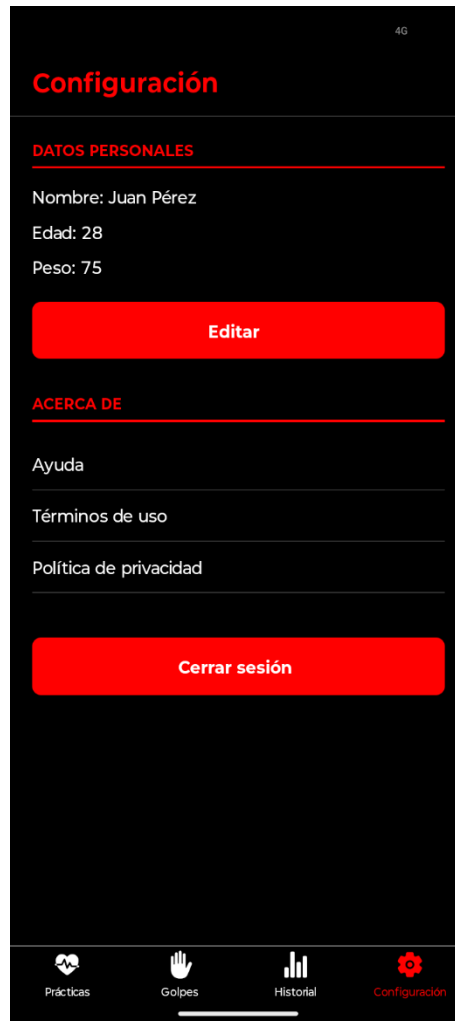 4G
Configuración
DATOS PERSONALES
Nombre: Juan Pérez
Edad: 28
Peso: 75
Editar
ACERCA DE
Ayuda
Términos de uso
Política de privacidad
Cerrar sesión
Prácticas Golpes Historial Configuración